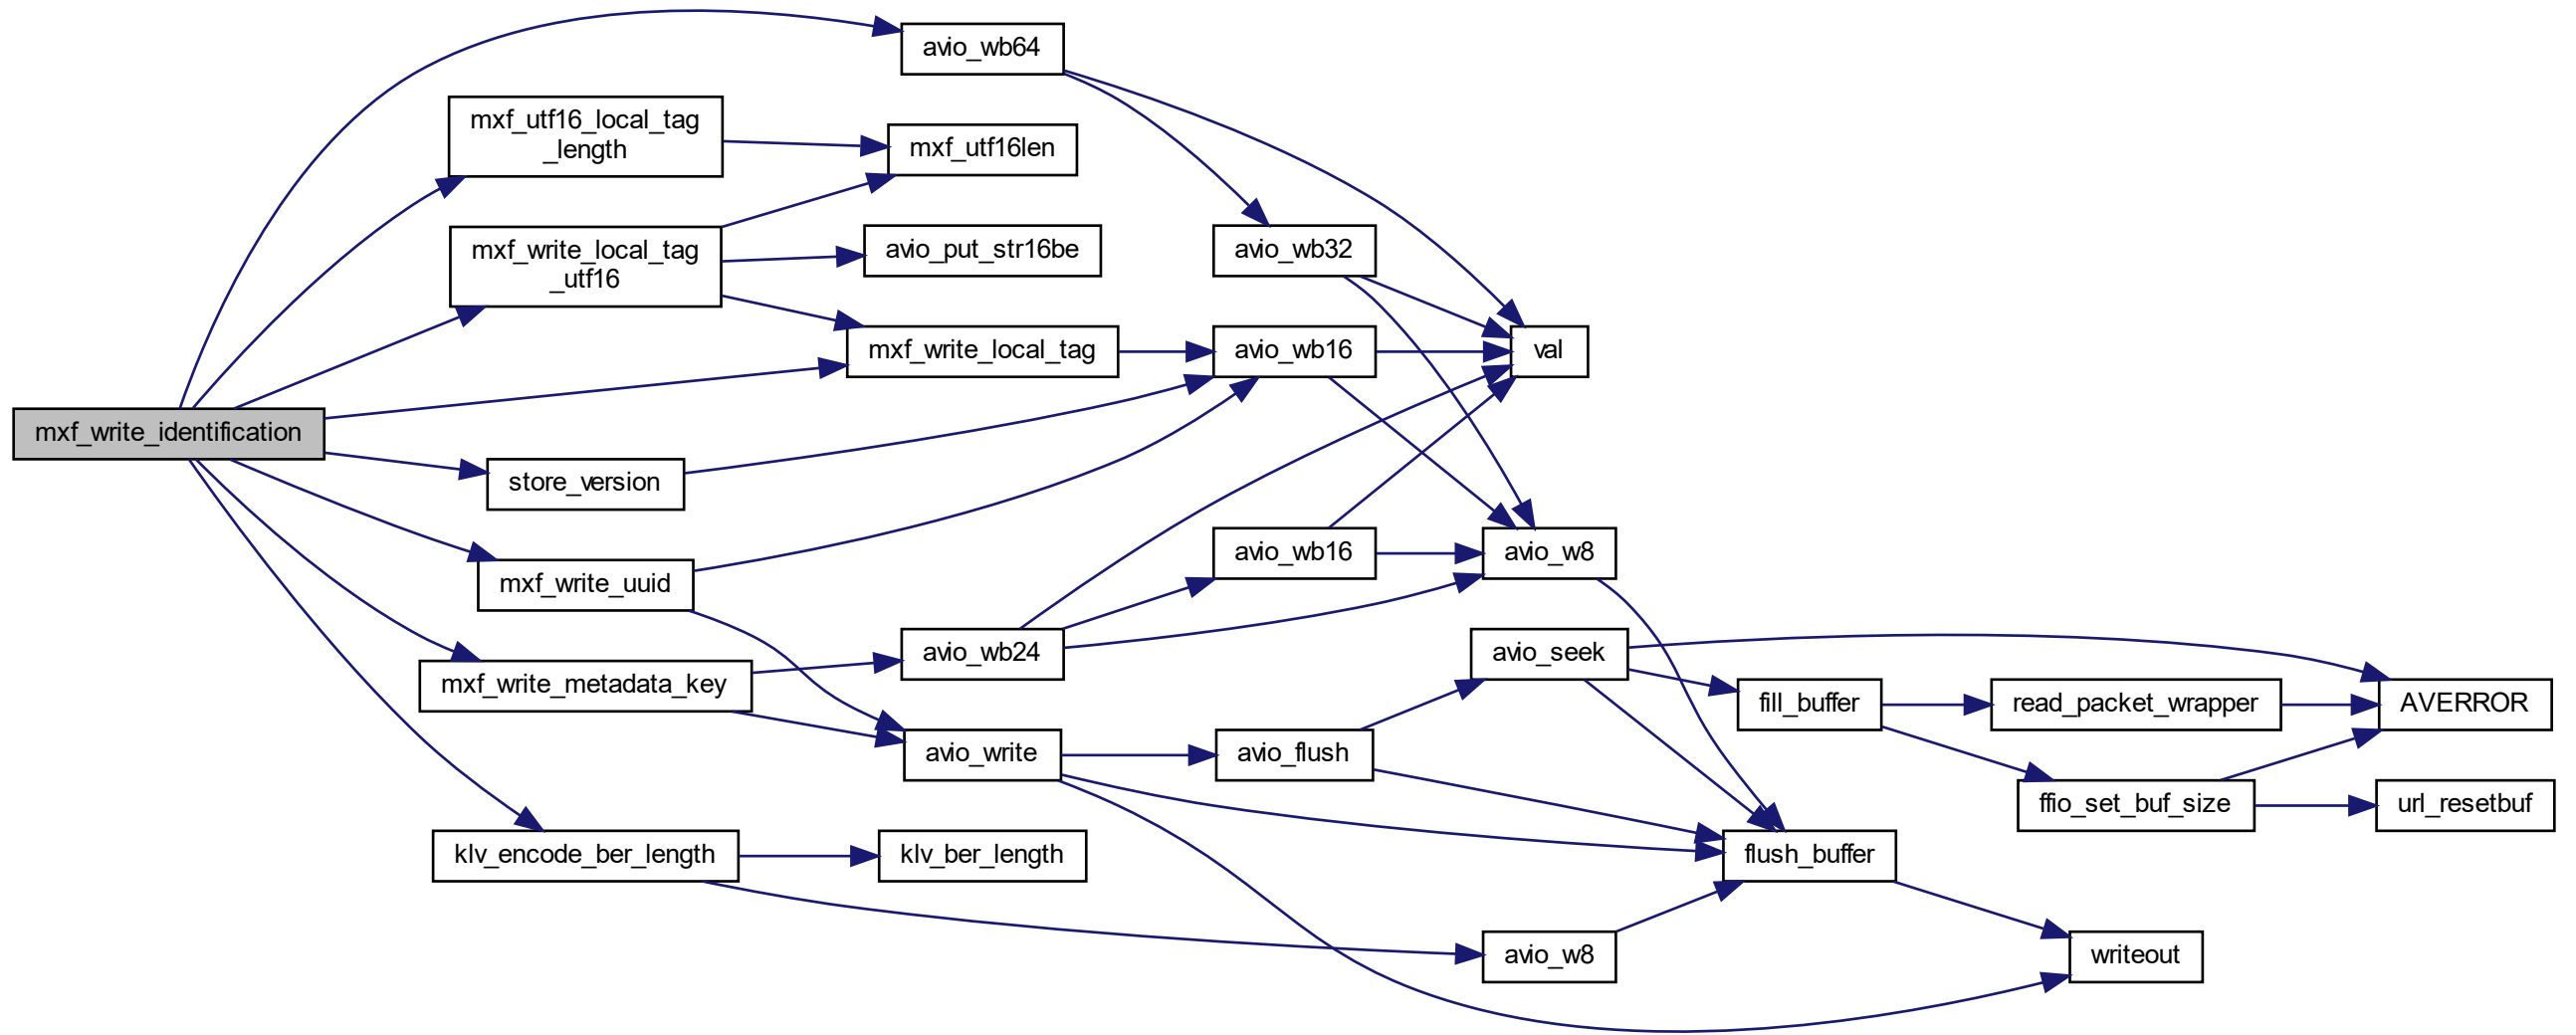 avio_wb64
mxf_utf16_local_tag
_length
mxf_utf16len
mxf_write_local_tag
_utf16
avio_put_str16be
avio_wb32
mxf_write_local_tag
avio_wb16
val
mxf_write_identification
store_version
avio_wb16
avio_w8
mxf_write_uuid
avio_wb24
avio_seek
mxf_write_metadata_key
fill_buffer
read_packet_wrapper
AVERROR
avio_write
avio_flush
ffio_set_buf_size
url_resetbuf
klv_encode_ber_length
klv_ber_length
flush_buffer
avio_w8
writeout